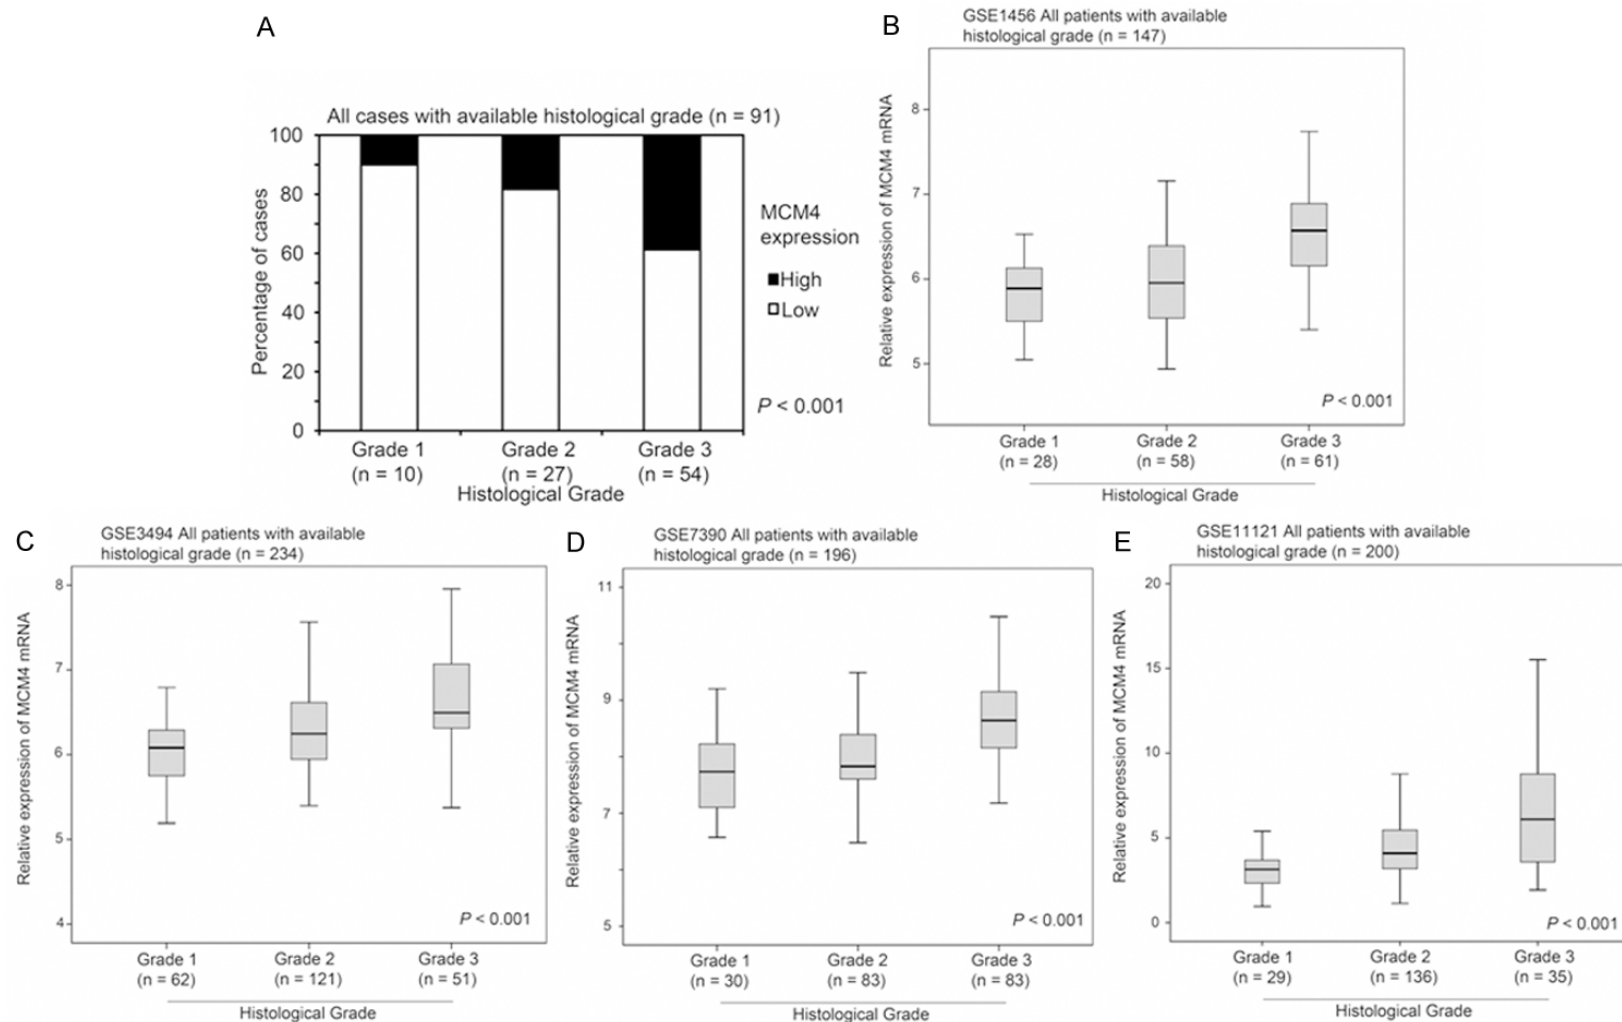 A
All cases with available histological grade (n = 91)
100
80
60
40
20
0
Percentage of cases
Grade 1 Grade 2 Grade 3
(n = 10) (n = 27) (n = 54)
Histological Grade
MCM4
expression
High
Low
P < 0.001
B
GSE1456 All patients with available
histological grade (n = 147)
8
7
6
5
Relative expression of MCM4 mRNA
P < 0.001
Grade 1 Grade 2 Grade 3
(n = 28) (n = 58) (n = 61)
Histological Grade
C
GSE3494 All patients with available
histological grade (n = 234)
8
7
6
5
4
Relative expression of MCM4 mRNA
P < 0.001
Grade 1 Grade 2 Grade 3
(n = 62) (n = 121) (n = 51)
Histological Grade
D
GSE7390 All patients with available
histological grade (n = 196)
11
9
7
5
Relative expression of MCM4 mRNA
P < 0.001
Grade 1 Grade 2 Grade 3
(n = 30) (n = 83) (n = 83)
Histological Grade
E
GSE11121 All patients with available
histological grade (n = 200)
20
15
10
5
0
Relative expression of MCM4 mRNA
P < 0.001
Grade 1 Grade 2 Grade 3
(n = 29) (n = 136) (n = 35)
Histological Grade